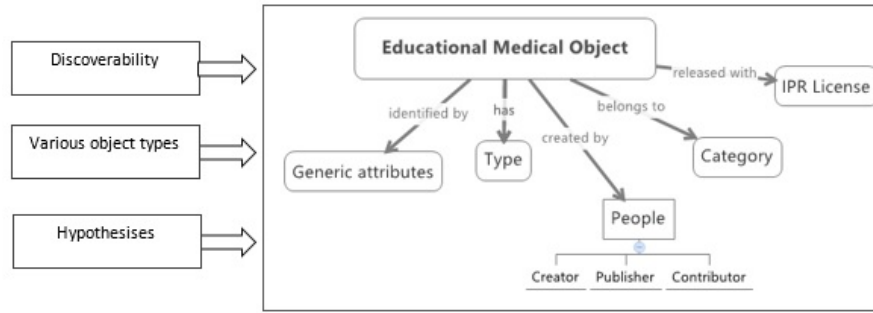 Discoverability
Various object types
Hypothesises
Educational Medical Object
released with
IPR License
identified by
has
belongs to
created by
Generic attributes
Type
Category
People
Creator Publisher Contributor